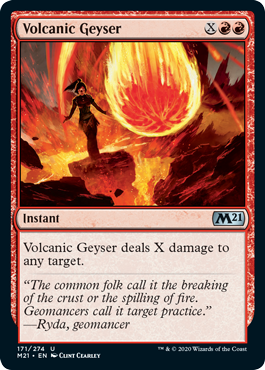 Volcanic Geyser XRR
Instant M21
Volcanic Geyser deals X damage to
any target.
“The common folk call it the breaking
of the crust or the spilling of fire.
Geomancers call it target practice.”
—Ryda, geomancer
171/274 U
M21 • EN CLINT CEARLEY
™ & © 2020 Wizards of the Coast